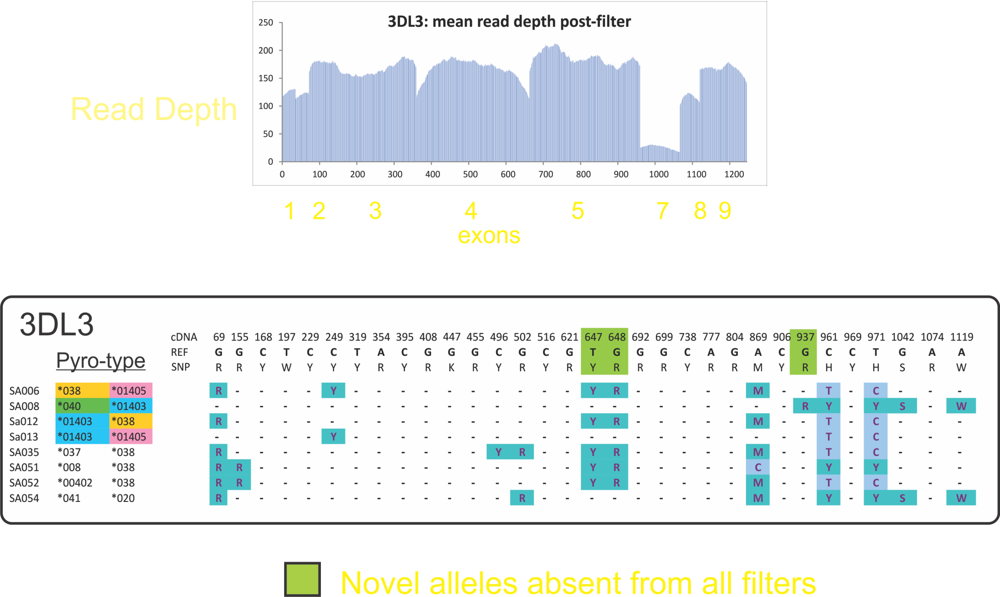 3DL3: mean read depth post-filter
250
200
150
100
50
0
0 100 200 300 400 500 600 700 800 900 1000 1100 1200
Read Depth
1 2 3 4 5 7 8 9
exons
3DL3
Pyro-type
cDNA 69 155 168 197 229 249 319 354 395 408 447 455 496 502 516 621 647 648 692 699 738 777 804 869 906 937 961 969 971 1042 1074 1119
REF G G C T C C T A C G G G C G C G T G G G C A G A C G C C T G A A
SNP R R Y W Y Y Y R Y R K R Y R Y R Y R R R Y R R M Y R H Y H S R W
SA006 *038 *01405 R - - - - Y - - - - - - - - - - Y R - - - - - M - - T - C - - -
SA008 *040 *01403 - - - - - - - - - - - - - - - - - - - - - - - - - R Y - Y S - W
Sa012 *01403 *038 R - - - - - - - - - - - - - - - Y R - - - - - M - - T - C - - -
Sa013 *01403 *01405 - - - - - Y - - - - - - - - - - - - - - - - - - - - T - C - - -
SA035 *037 *038 R - - - - - - - - - - - Y R - - Y R - - - - - M - - T - C - - -
SA051 *008 *038 R R - - - - - - - - - - - - - - Y R - - - - - C - - Y - Y - - -
SA052 *00402 *038 R R - - - - - - - - - - - - - - Y R - - - - - M - - T - C - - -
SA054 *041 *020 R - - - - - - - - - - - - R - - - - - - - - - M - - Y - Y S - W
Novel alleles absent from all filters